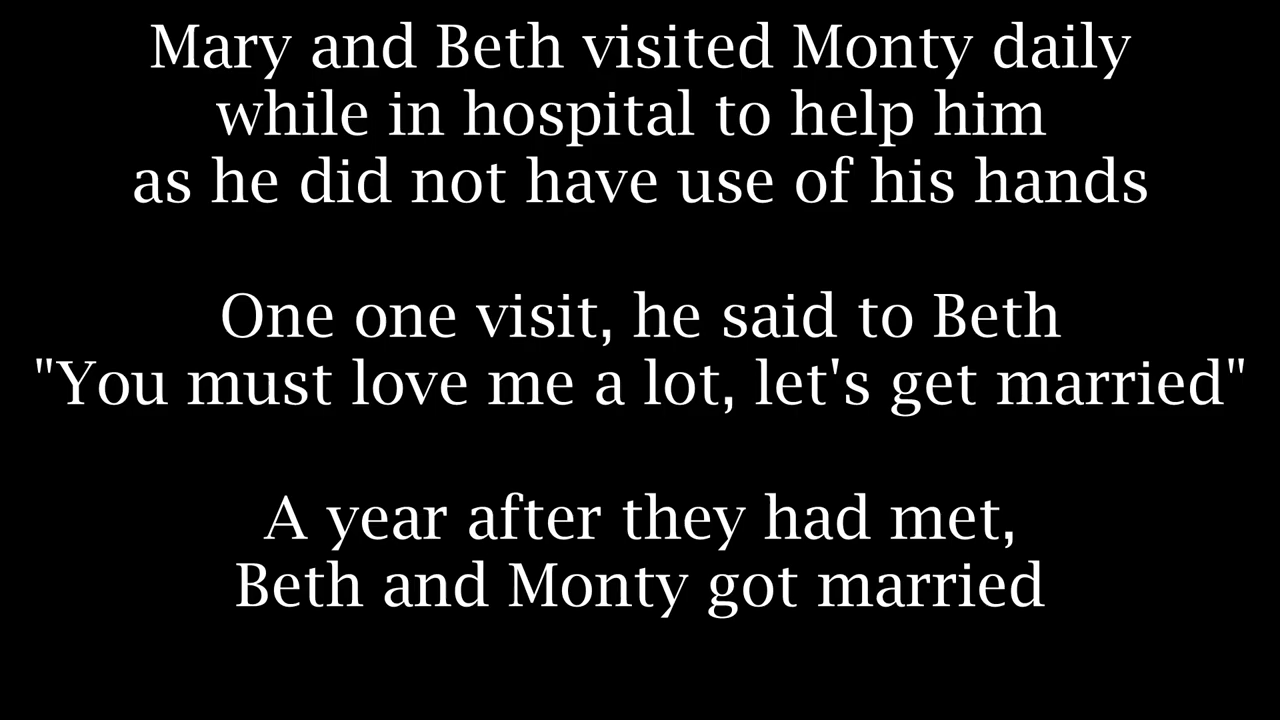 Mary and Beth visited Monty daily
while in hospital to help him
as he did not have use of his hands
One one visit, he said to Beth
"You must love me a lot, let's get married"
A year after they had met,
Beth and Monty got married